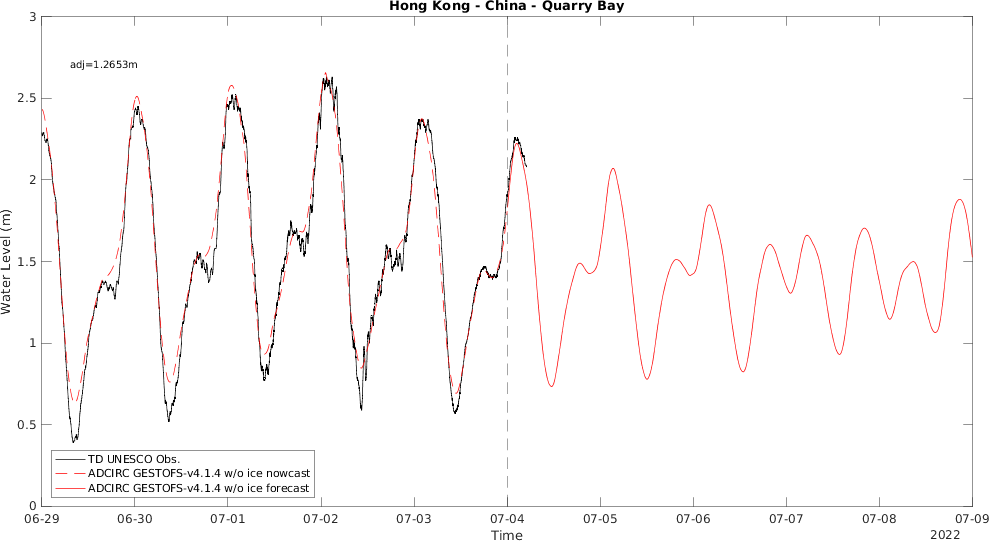 Hong Kong - China - Quarry Bay
adj=1.2653m
Water Level (m)
3
2.5
2
1.5
1
0.5
0
TD UNESCO Obs.
ADCIRC GESTOFS-v4.1.4 w/o ice nowcast
ADCIRC GESTOFS-v4.1.4 w/o ice forecast
06-29 06-30 07-01 07-02 07-03 07-04 07-05 07-06 07-07 07-08 07-09
Time
2022